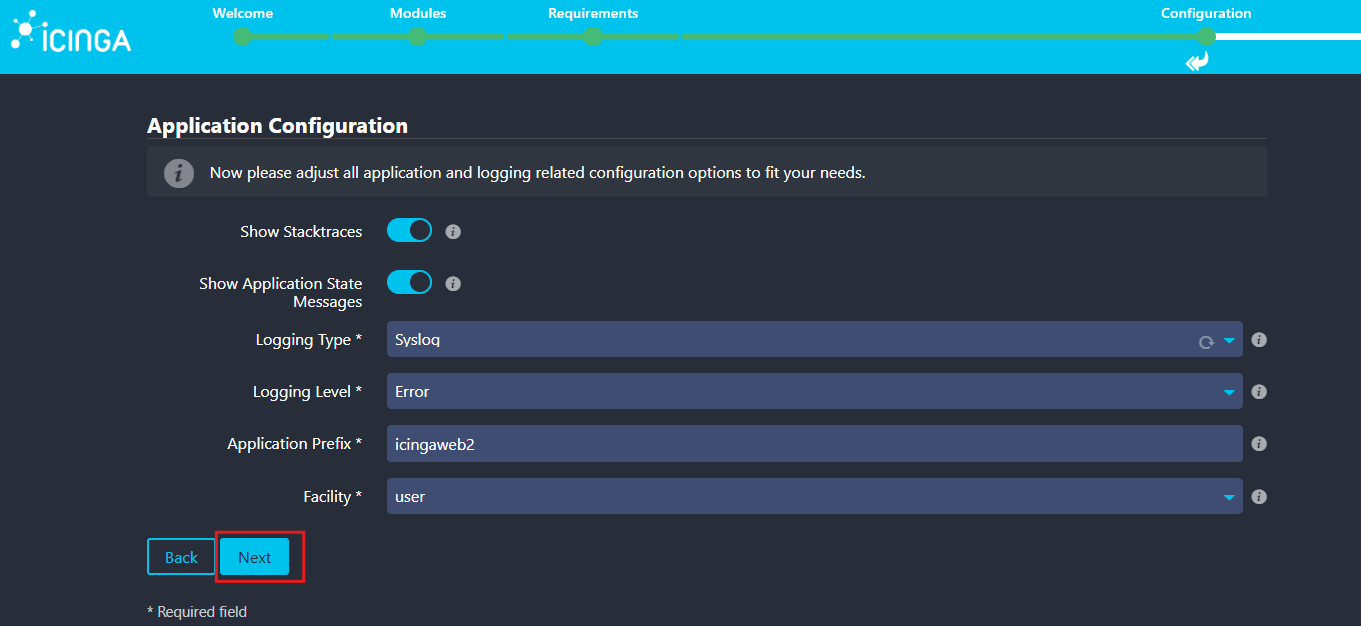 Welcome
Modules
Requirements
Configuration
iCINGA
Application Configuration
i Now please adjust all application and logging related configuration options to fit your needs.
Show Stacktraces i
Show Application State
Messages i
Logging Type * Syslog i
Logging Level * Error i
Application Prefix * icingaweb2 i
Facility * user i
Back Next
* Required field